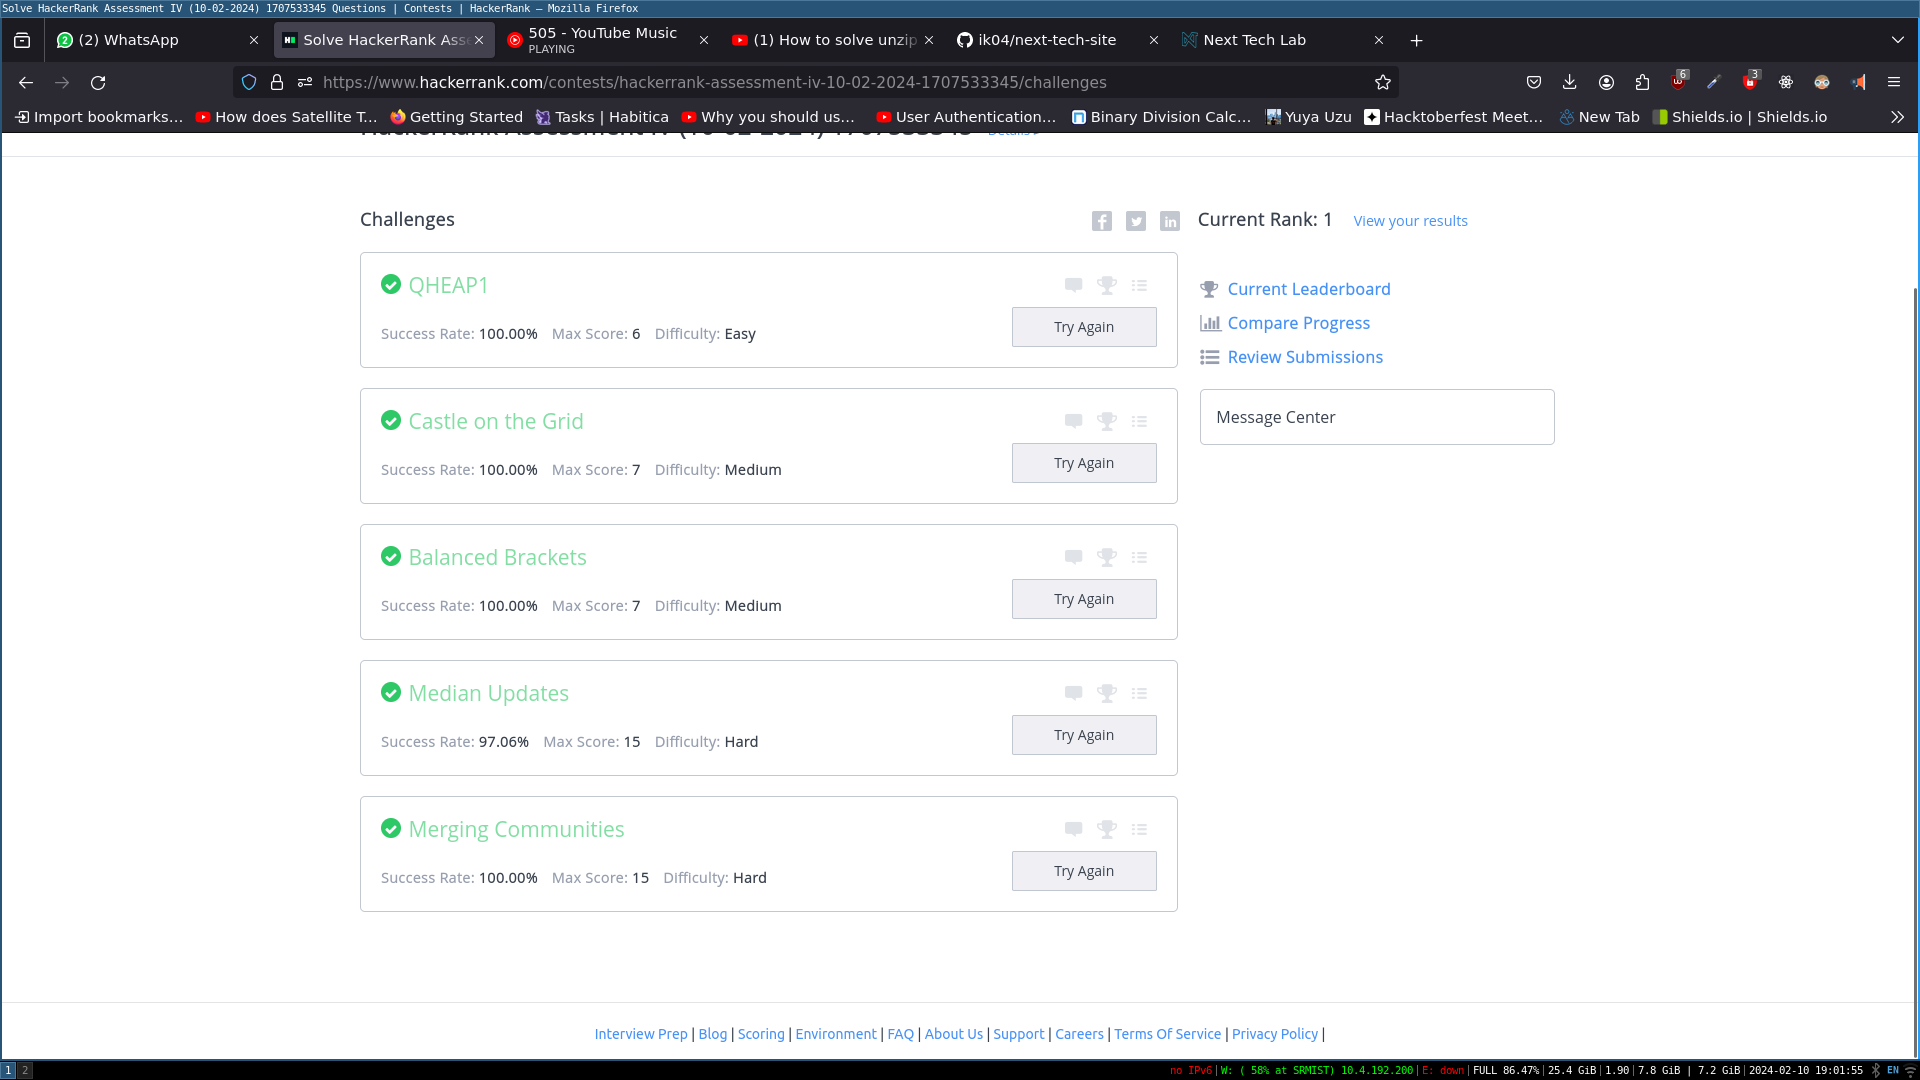 Solve HackerRank Assessment IV (10-02-2024) 1707533345 Questions | Contests | HackerRank — Mozilla Firefox
(2) WhatsApp
Solve HackerRank Ass
505 - YouTube Music
PLAYING
(1) How to solve unzip
ik04/next-tech-site
Next Tech Lab
https://www.hackerrank.com/contests/hackerrank-assessment-iv-10-02-2024-1707533345/challenges
6
3
Import bookmarks...
How does Satellite T...
Getting Started
Tasks | Habitica
Why you should us...
User Authentication...
Binary Division Calc...
Yuya Uzu
Hacktoberfest Meet...
New Tab
Shields.io | Shields.io
HackerRank Assessment IV (10-02-2024) 1707533345 Details >
Challenges
Current Rank: 1 View your results
QHEAP1
Success Rate: 100.00% Max Score: 6 Difficulty: Easy
Try Again
Castle on the Grid
Success Rate: 100.00% Max Score: 7 Difficulty: Medium
Try Again
Balanced Brackets
Success Rate: 100.00% Max Score: 7 Difficulty: Medium
Try Again
Median Updates
Success Rate: 97.06% Max Score: 15 Difficulty: Hard
Try Again
Merging Communities
Success Rate: 100.00% Max Score: 15 Difficulty: Hard
Try Again
Current Leaderboard
Compare Progress
Review Submissions
Message Center
Interview Prep | Blog | Scoring | Environment | FAQ | About Us | Support | Careers | Terms Of Service | Privacy Policy |
1 2
no IPv6|W: ( 58% at SRMIST) 10.4.192.200|E: down|FULL 86.47%|25.4 GiB|1.90|7.8 GiB | 7.2 GiB|2024-02-10 19:01:55 EN